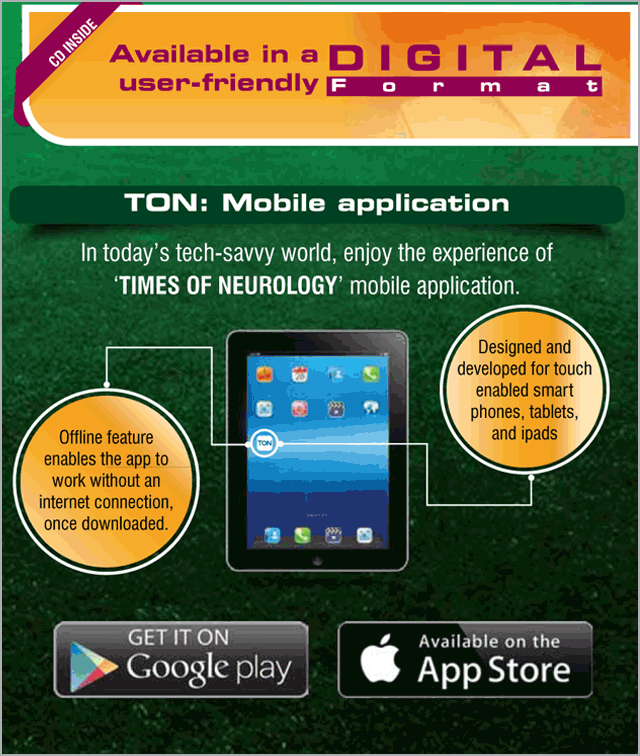 CD INSIDE
Available in a DIGITAL
user-friendly Format
TON: Mobile application
In today's tech-savvy world, enjoy the experience of
'TIMES OF NEUROLOGY' mobile application.
Designed and
developed for touch
enabled smart
phones, tablets,
and ipads
TON
Offline feature
enables the app to
work without an
internet connection,
once downloaded.
GET IT ON
Google play
Available on the
App Store